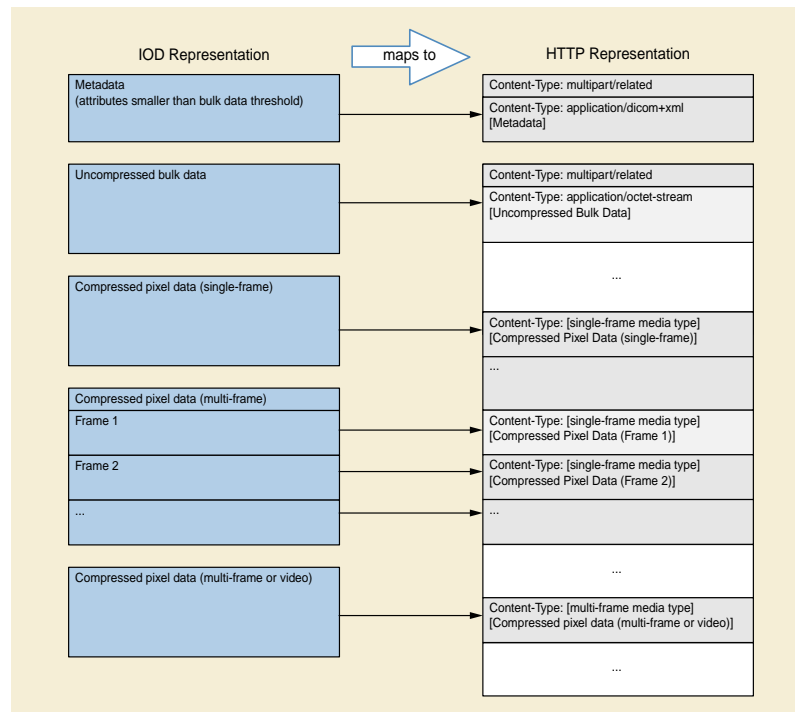 IOD Representation
maps to
HTTP Representation
Metadata
(attributes smaller than bulk data threshold)
Content-Type: multipart/related
Content-Type: application/dicom+xml
[Metadata]
Uncompressed bulk data
Content-Type: multipart/related
Content-Type: application/octet-stream
[Uncompressed Bulk Data]
...
Compressed pixel data (single-frame)
Content-Type: [single-frame media type]
[Compressed Pixel Data (single-frame)]
...
Compressed pixel data (multi-frame)
Frame 1
Content-Type: [single-frame media type]
[Compressed Pixel Data (Frame 1)]
Frame 2
Content-Type: [single-frame media type]
[Compressed Pixel Data (Frame 2)]
...
...
...
Compressed pixel data (multi-frame or video)
Content-Type: [multi-frame media type]
[Compressed pixel data (multi-frame or video)]
...